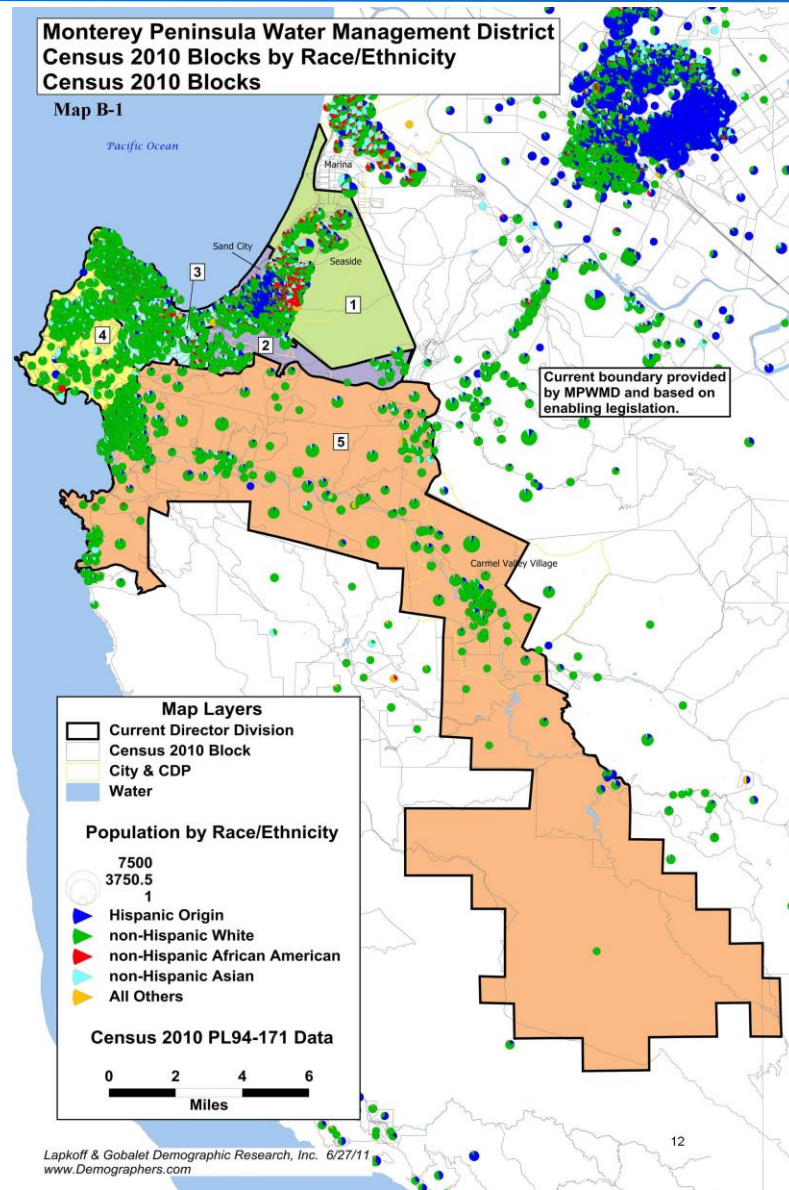 Monterey Peninsula Water Management District
Census 2010 Blocks by Race/Ethnicity
Census 2010 Blocks
Map B-1
Pacific Ocean
Marina
Sand City
Seaside
3
1
4
2
Current boundary provided
by MPWMD and based on
enabling legislation.
5
Carmel Valley Village
Map Layers
Current Director Division
Census 2010 Block
City & CDP
Water
Population by Race/Ethnicity
7500
3750.5
1
Hispanic Origin
non-Hispanic White
non-Hispanic African American
non-Hispanic Asian
All Others
Census 2010 PL94-171 Data
0 2 4 6
Miles
12
Lapkoff & Gobalet Demographic Research, Inc. 6/27/11
www.Demographers.com